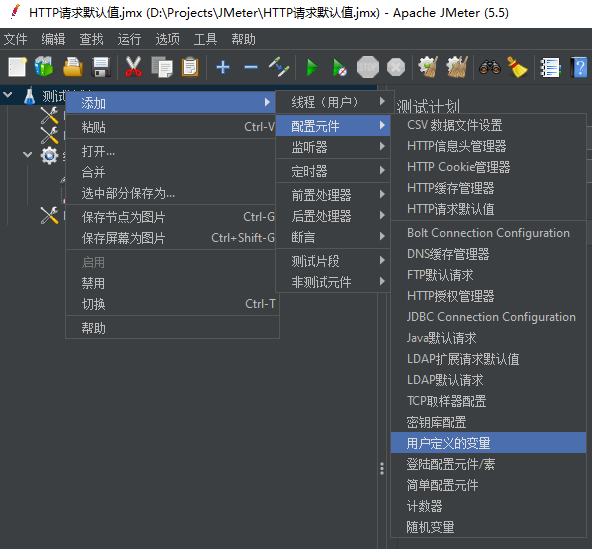 HTTP请求默认值.jmx (D:\Projects\JMeter\HTTP请求默认值.jmx) - Apache JMeter (5.5)
文件 编辑 查找 运行 选项 工具 帮助
测试计划
添加
粘贴 Ctrl-V
打开...
合并
选中部分保存为...
保存节点为图片 Ctrl-G
保存屏幕为图片 Ctrl+Shift-G
启用
禁用
切换 Ctrl-T
帮助
线程（用户）
配置元件
监听器
定时器
前置处理器
后置处理器
断言
测试片段
非测试元件
CSV 数据文件设置
HTTP信息头管理器
HTTP Cookie管理器
HTTP缓存管理器
HTTP请求默认值
Bolt Connection Configuration
DNS缓存管理器
FTP默认请求
HTTP授权管理器
JDBC Connection Configuration
Java默认请求
LDAP扩展请求默认值
LDAP默认请求
TCP取样器配置
密钥库配置
用户定义的变量
登陆配置元件/素
简单配置元件
计数器
随机变量